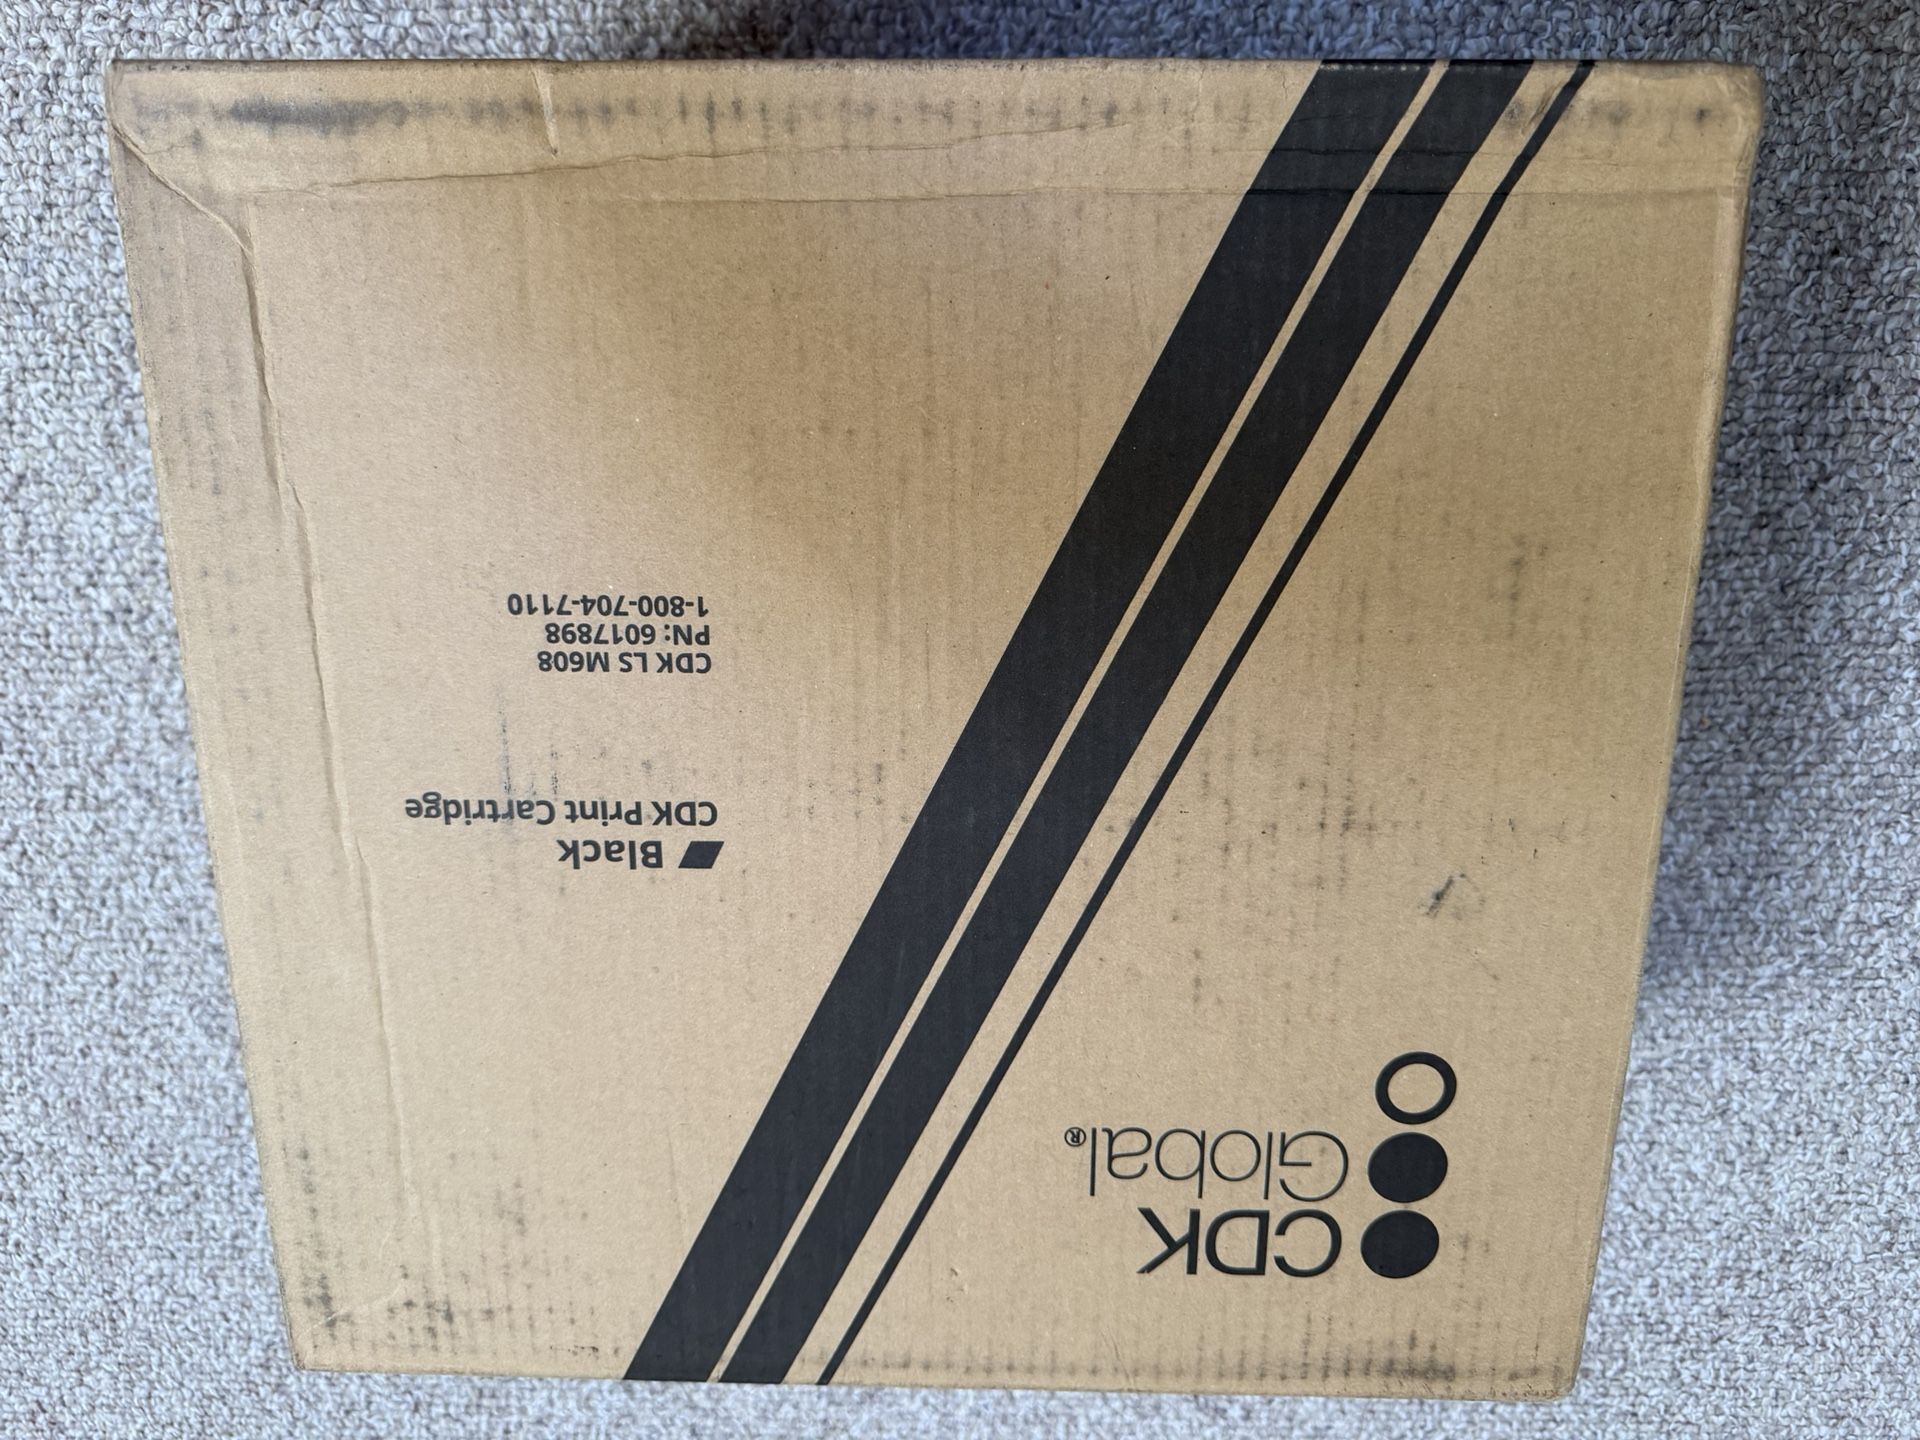 CDK
Global®
Black
CDK Print Cartridge
CDK LS M608
PN: 6017898
1-800-704-7110